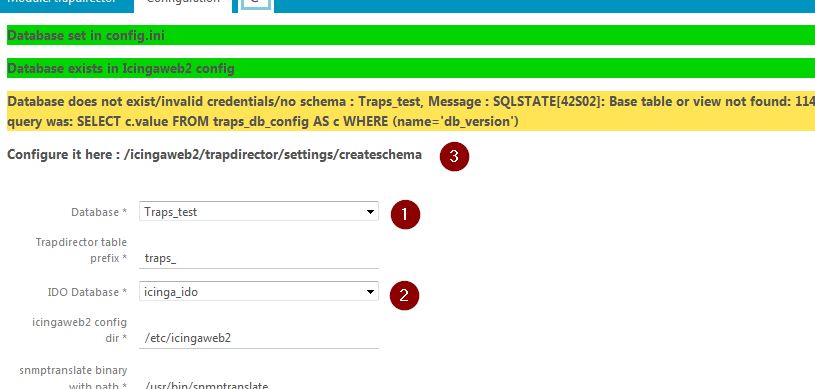 Module: trapdirector Configuration
Database set in config.ini
Database exists in Icingaweb2 config
Database does not exist/invalid credentials/no schema : Traps_test, Message : SQLSTATE[42S02]: Base table or view not found: 114
query was: SELECT c.value FROM traps_db_config AS c WHERE (name='db_version')
Configure it here : /icingaweb2/trapdirector/settings/createschema 3
Database * Traps_test 1
Trapdirector table
prefix * traps_
IDO Database * icinga_ido 2
icingaweb2 config
dir * /etc/icingaweb2
snmptranslate binary
with path * /usr/bin/snmptranslate